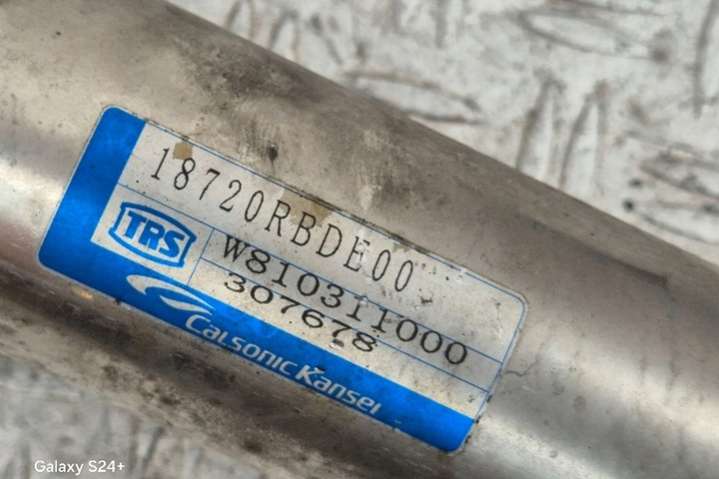 18720RBDE00
TRS
W810311000
307678
Calsonic Kansei
Galaxy S24+